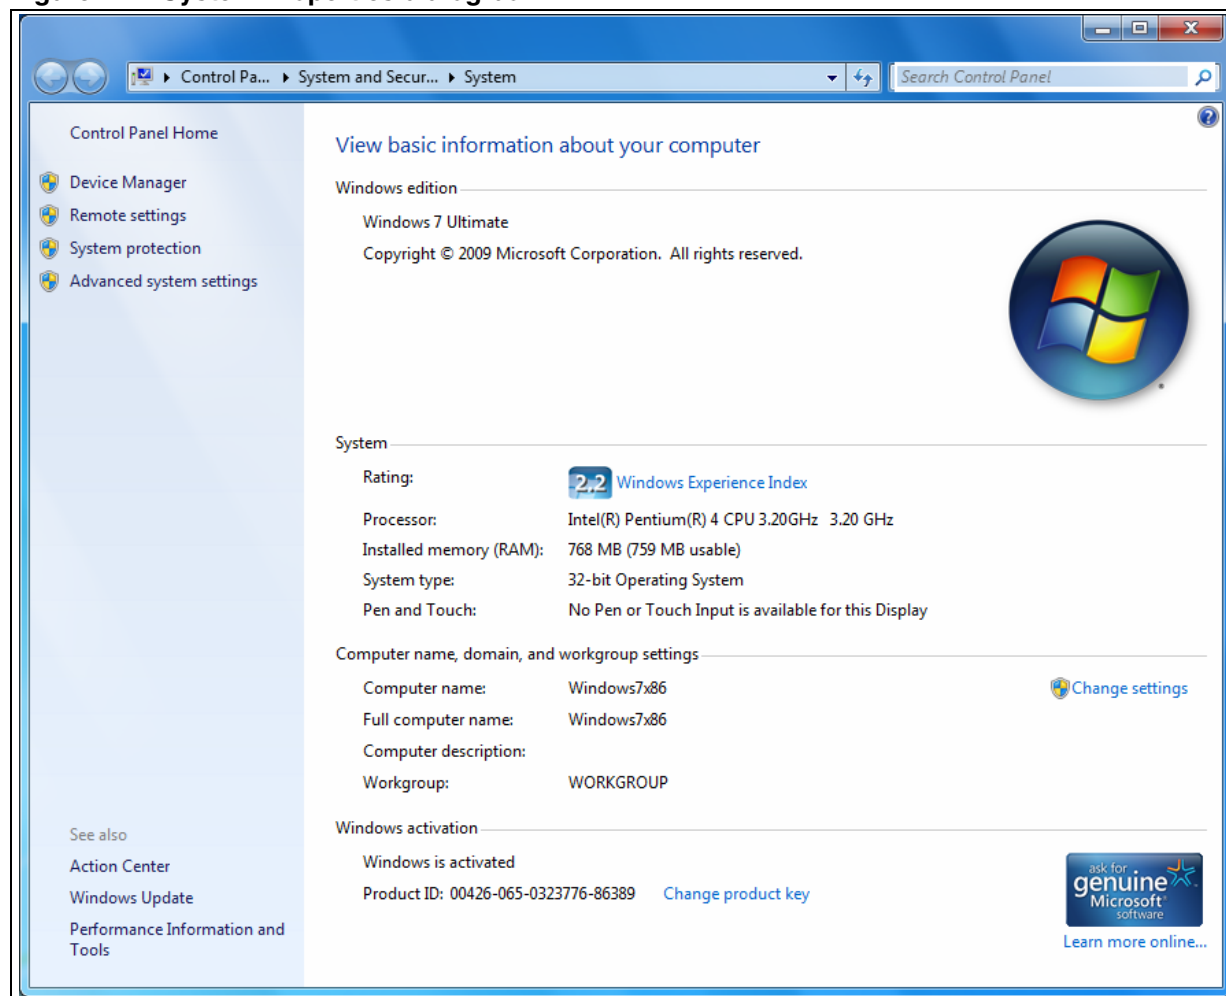 Control Pa... System and Secur... System
Search Control Panel
Control Panel Home
Device Manager
Remote settings
System protection
Advanced system settings
See also
Action Center
Windows Update
Performance Information and
Tools
View basic information about your computer
Windows edition
Windows 7 Ultimate
Copyright © 2009 Microsoft Corporation. All rights reserved.
System
Rating: 2,2 Windows Experience Index
Processor: Intel(R) Pentium(R) 4 CPU 3.20GHz 3.20 GHz
Installed memory (RAM): 768 MB (759 MB usable)
System type: 32-bit Operating System
Pen and Touch: No Pen or Touch Input is available for this Display
Computer name, domain, and workgroup settings
Computer name: Windows7x86
Change settings
Full computer name: Windows7x86
Computer description:
Workgroup: WORKGROUP
Windows activation
Windows is activated
Product ID: 00426-065-0323776-86389 Change product key
ask for
genuine
Microsoft
software
Learn more online...